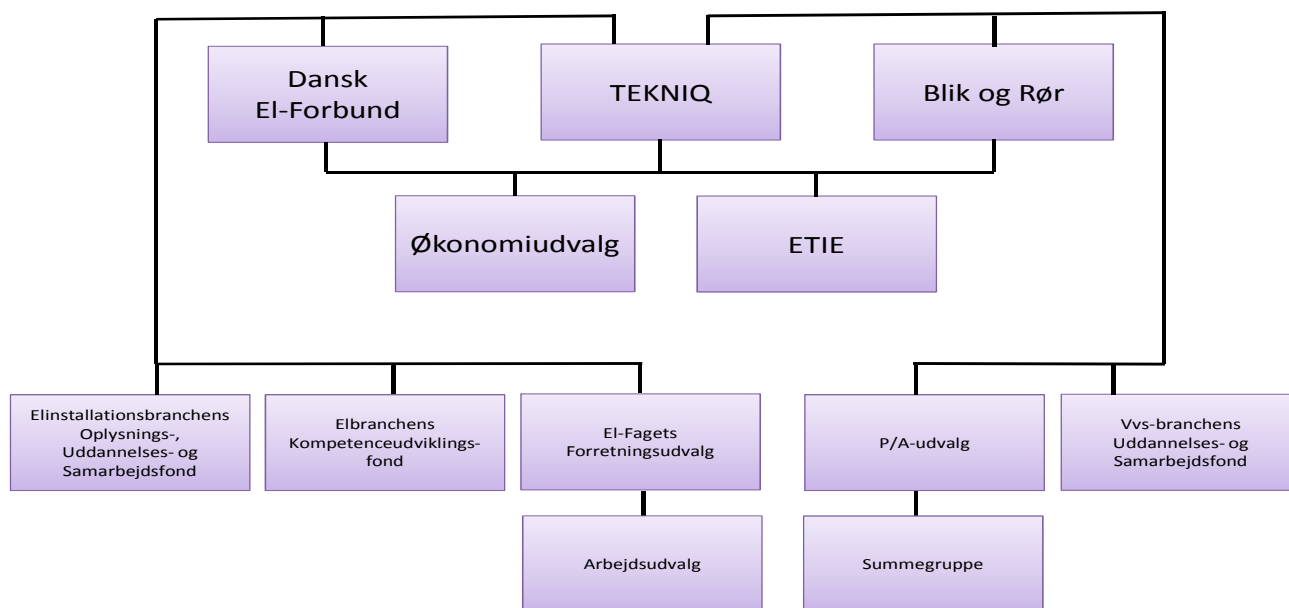 Dansk
El-Forbund
TEKNIQ
Blik og Rør
Økonomiudvalg
ETIE
Elinstallationsbranchens
Oplysnings-,
Uddannelses- og
Samarbejdsfond
Elbranchens
Kompetenceudviklings-
fond
El-Fagets
Forretningsudvalg
P/A-udvalg
Vvs-branchens
Uddannelses- og
Samarbejdsfond
Arbejdsudvalg
Summegruppe